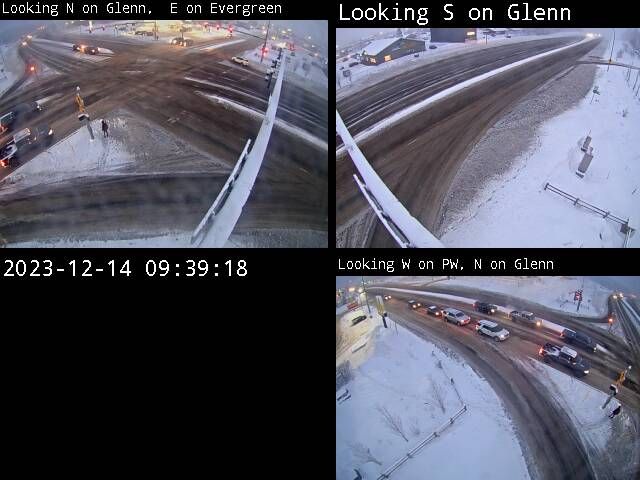 Looking N on Glenn,  E on Evergreen
Looking S on Glenn
2023-12-14 09:39:18
Looking W on PW, N on Glenn